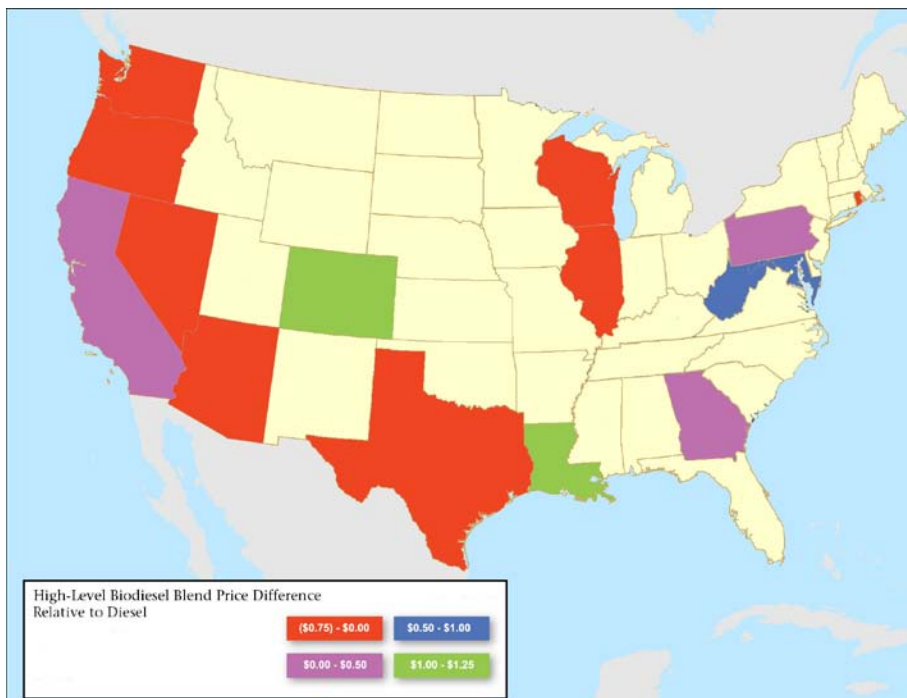 High-Level Biodiesel Blend Price Difference
Relative to Diesel
($0.75) - $0.00
$0.50 - $1.00
$0.00 - $0.50
$1.00 - $1.25